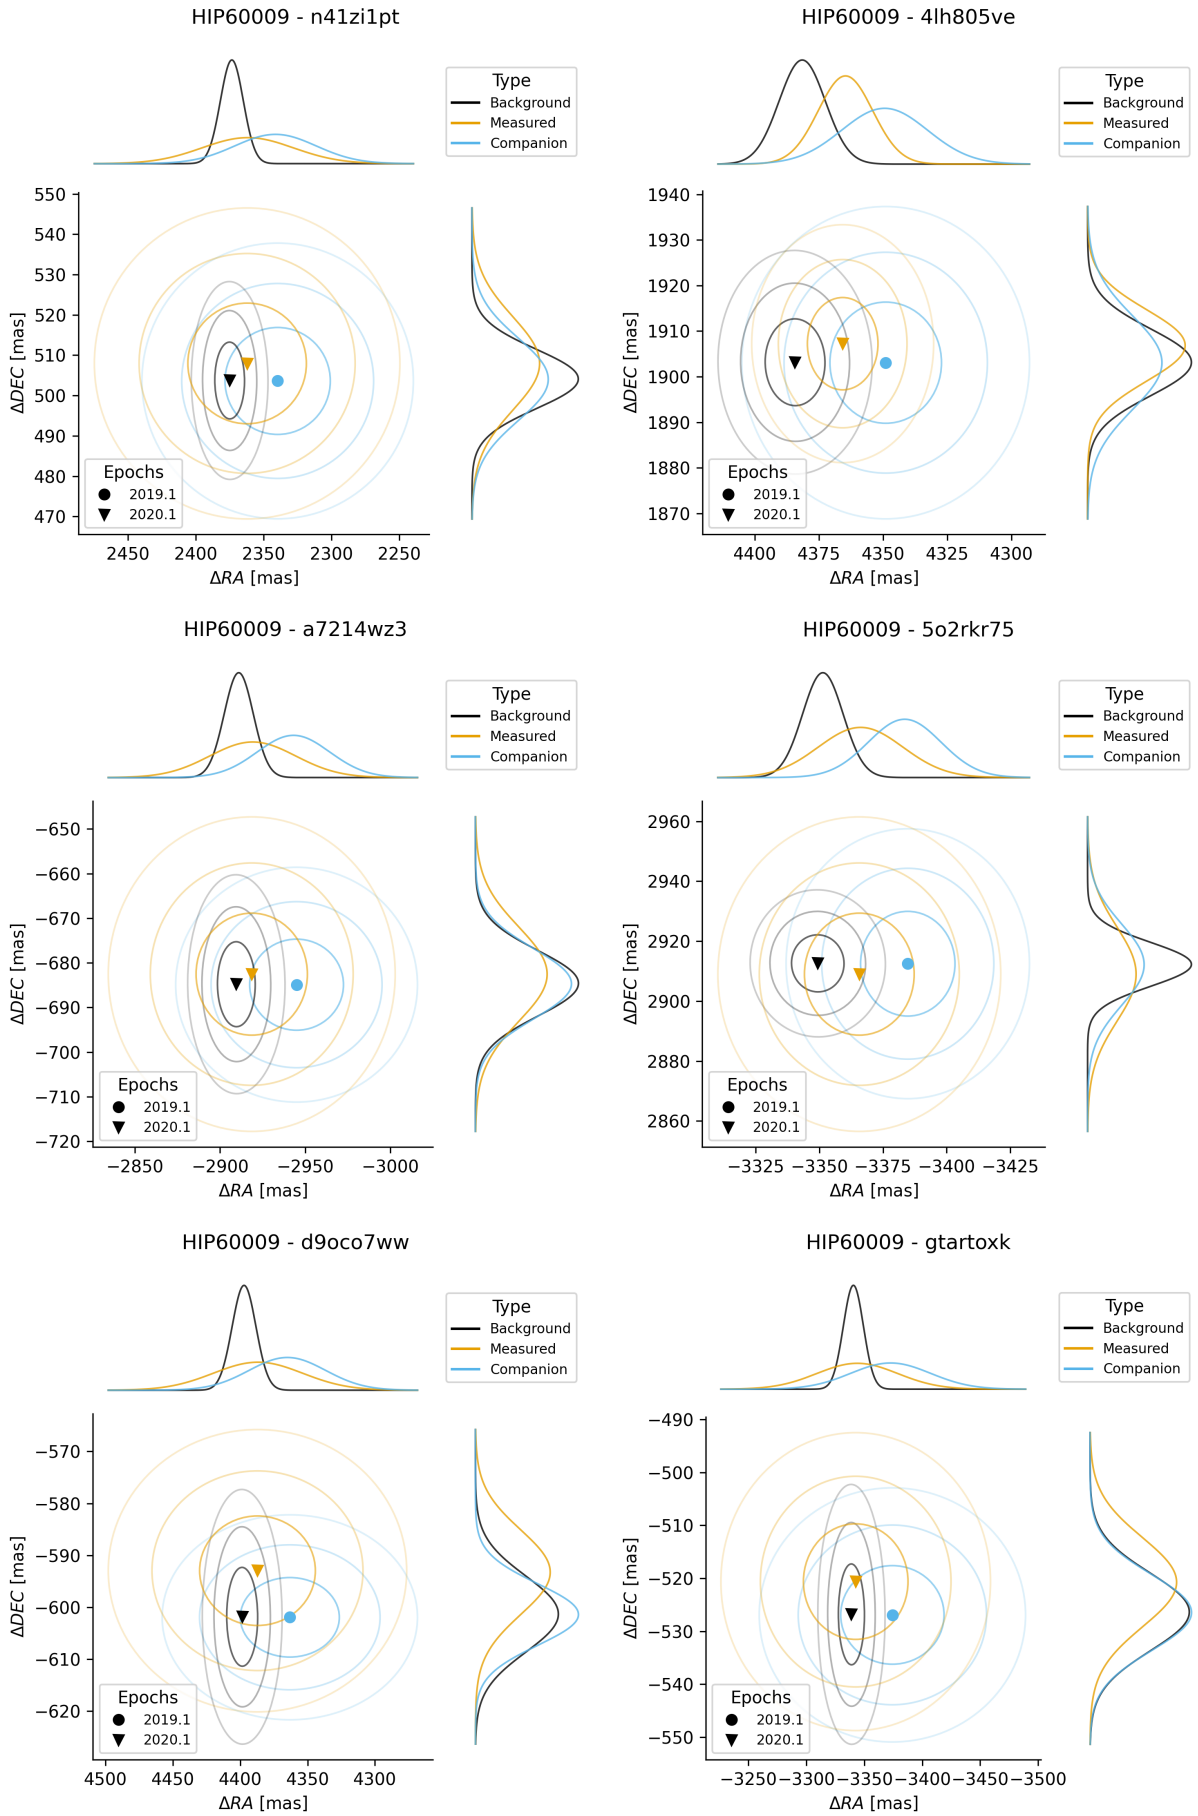 HIP60009 - n41zi1pt
Type
Background
Measured
Companion
550
540
530
520
510
500
490
480
470
ΔDEC [mas]
Epochs
2019.1
2020.1
2450 2400 2350 2300 2250
ΔRA [mas]
HIP60009 - 4lh805ve
Type
Background
Measured
Companion
1940
1930
1920
1910
1900
1890
1880
1870
ΔDEC [mas]
Epochs
2019.1
2020.1
4400 4375 4350 4325 4300
ΔRA [mas]
HIP60009 - a7214wz3
Type
Background
Measured
Companion
−650
−660
−670
−680
−690
−700
−710
−720
ΔDEC [mas]
Epochs
2019.1
2020.1
−2850 −2900 −2950 −3000
ΔRA [mas]
HIP60009 - 5o2rkr75
Type
Background
Measured
Companion
2960
2940
2920
2900
2880
2860
ΔDEC [mas]
Epochs
2019.1
2020.1
−3325 −3350 −3375 −3400 −3425
ΔRA [mas]
HIP60009 - d9oco7ww
Type
Background
Measured
Companion
−570
−580
−590
−600
−610
−620
ΔDEC [mas]
Epochs
2019.1
2020.1
4500 4450 4400 4350 4300
ΔRA [mas]
HIP60009 - gtartoxk
Type
Background
Measured
Companion
−490
−500
−510
−520
−530
−540
−550
ΔDEC [mas]
Epochs
2019.1
2020.1
−3250 −3300 −3350 −3400 −3450 −3500
ΔRA [mas]